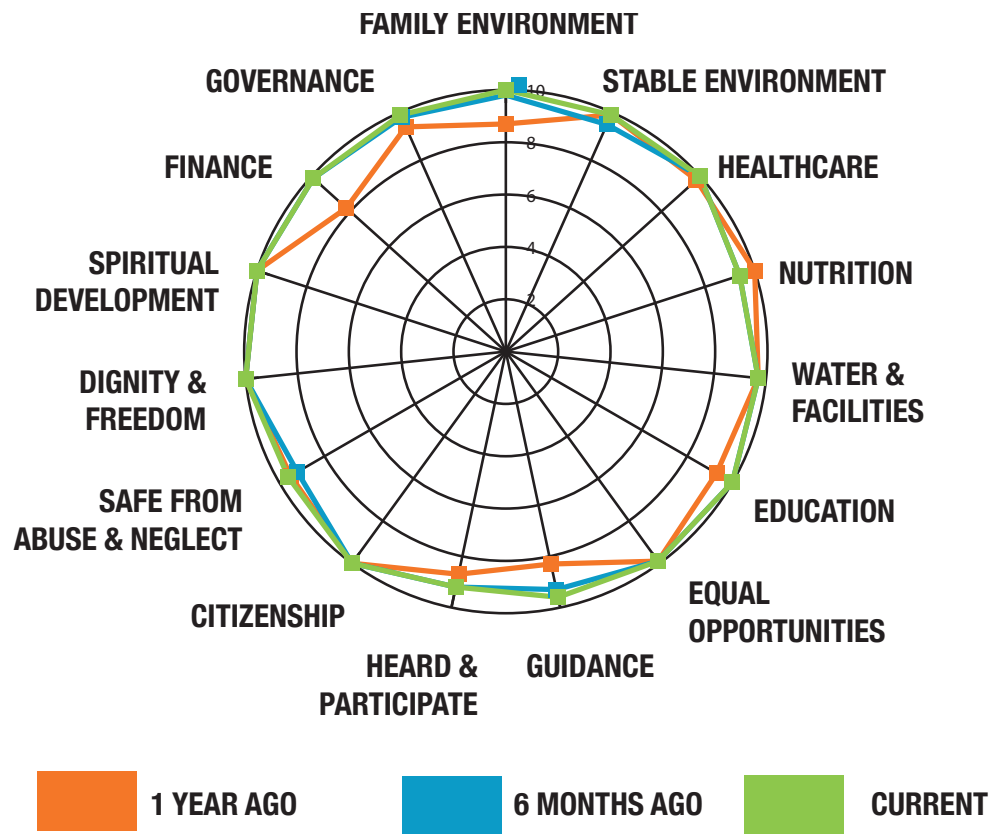 FAMILY ENVIRONMENT
GOVERNANCE
STABLE ENVIRONMENT
FINANCE
HEALTHCARE
SPIRITUAL
DEVELOPMENT
NUTRITION
DIGNITY &
FREEDOM
WATER &
FACILITIES
SAFE FROM
ABUSE & NEGLECT
EDUCATION
CITIZENSHIP
EQUAL
OPPORTUNITIES
HEARD &
PARTICIPATE
GUIDANCE
10
8
6
4
2
1 YEAR AGO
6 MONTHS AGO
CURRENT